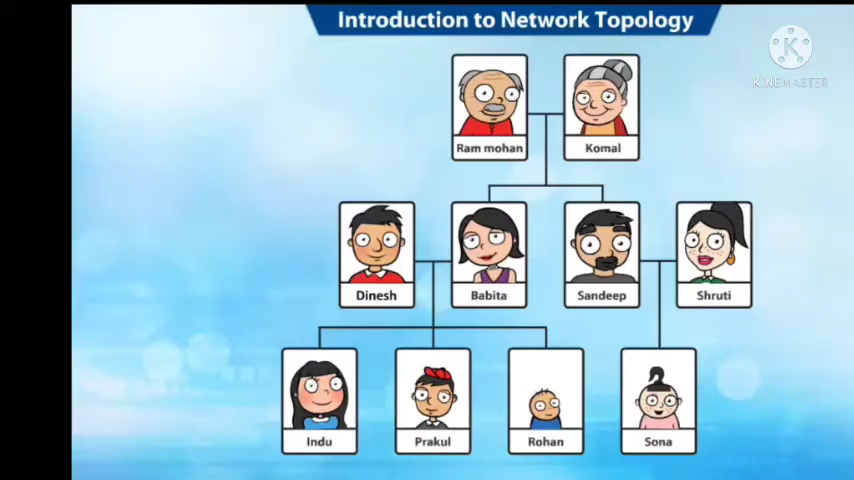 Introduction to Network Topology
KINEMASTER
Ram mohan
Komal
Dinesh
Babita
Sandeep
Shruti
Indu
Prakul
Rohan
Sona